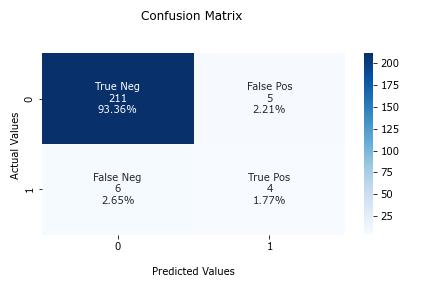 Confusion Matrix
True Neg
211
93.36%
False Pos
5
2.21%
False Neg
6
2.65%
True Pos
4
1.77%
0
1
Actual Values
0
1
Predicted Values
200
175
150
125
100
75
50
25